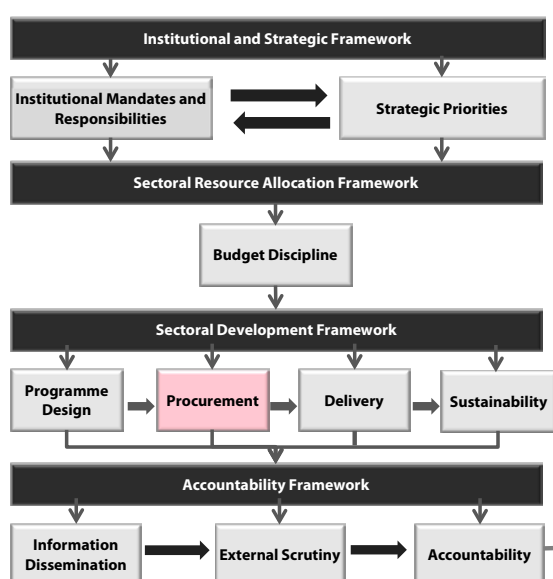 Institutional and Strategic Framework
Institutional Mandates and
Responsibilities
Strategic Priorities
Sectoral Resource Allocation Framework
Budget Discipline
Sectoral Development Framework
Programme
Design
Procurement
Delivery
Sustainability
Accountability Framework
Information
Dissemination
External Scrutiny
Accountability